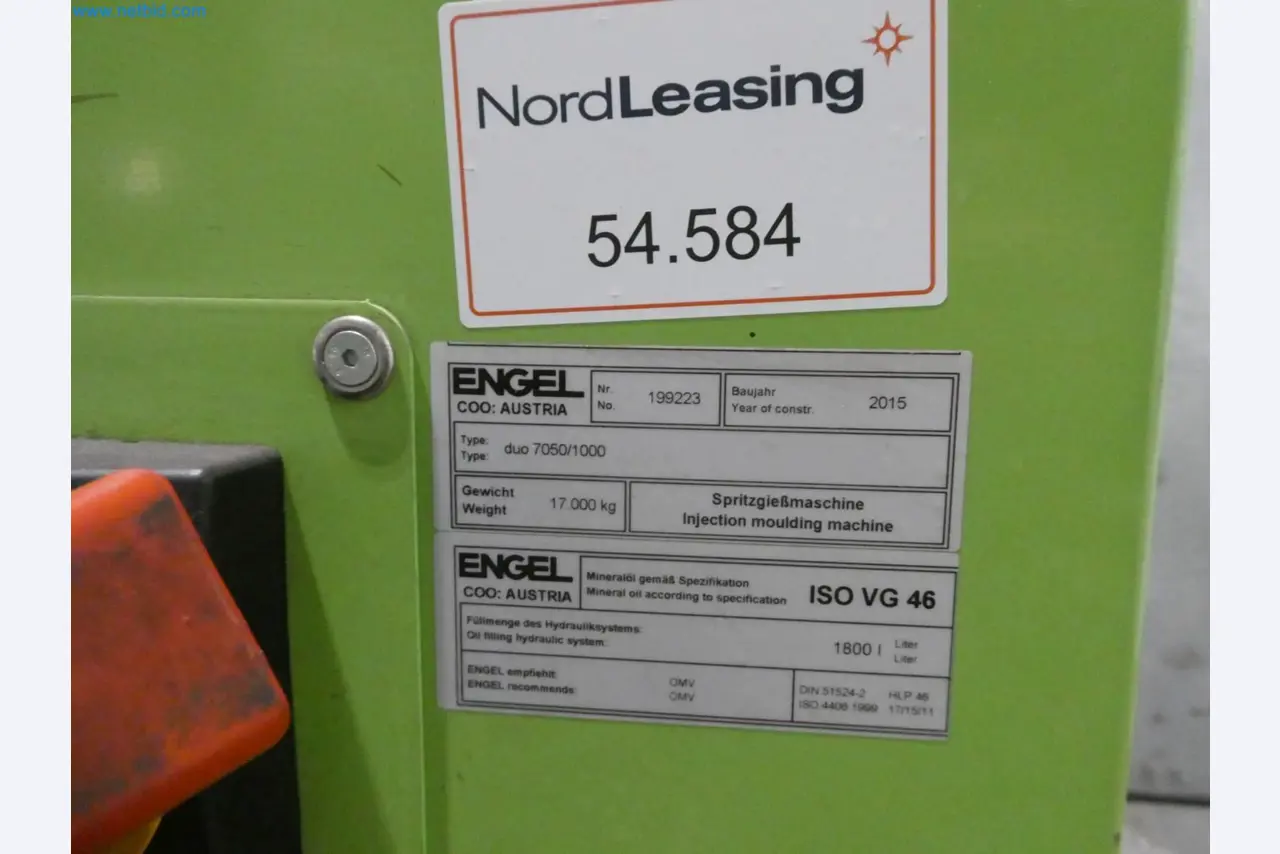 www.netbid.com
NordLeasing
54.584
ENGEL
COO: AUSTRIA
Nr.
No.
199223
Baujahr
Year of constr.
2015
Type:
Type:
duo 7050/1000
Gewicht
Weight
17.000 kg
Spritzgießmaschine
Injection moulding machine
ENGEL
COO: AUSTRIA
Mineralöl gemäß Spezifikation
Mineral oil according to specification
ISO VG 46
Füllmenge des Hydrauliksystems:
Oil filling hydraulic system:
1800 l
Liter
Liter
ENGEL empfiehlt:
ENGEL recommends:
OMV
OMV
DIN 51524-2 HLP 46
ISO 4406 1999 17/15/11